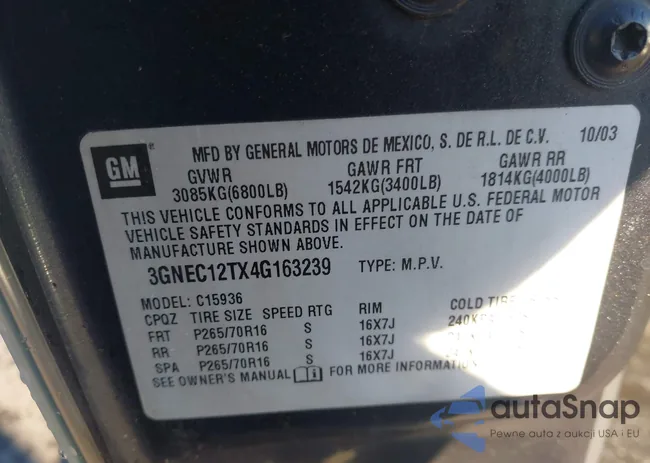 GM
MFD BY GENERAL MOTORS DE MEXICO, S. DE R.L. DE C.V. 10/03
GVWR GAWR FRT GAWR RR
3085KG(6800LB) 1542KG(3400LB) 1814KG(4000LB)
THIS VEHICLE CONFORMS TO ALL APPLICABLE U.S. FEDERAL MOTOR
VEHICLE SAFETY STANDARDS IN EFFECT ON THE DATE OF
MANUFACTURE SHOWN ABOVE.
3GNEC12TX4G163239 TYPE: M.P.V.
MODEL: C15936
CPQZ TIRE SIZE SPEED RTG RIM COLD
FRT P265/70R16 S 16X7J
RR P265/70R16 S 16X7J
SPA P265/70R16 S 16X7J
SEE OWNER'S MANUAL FOR MORE INFORMATION
autaSnap
Pewne auta z aukcji USA i EU